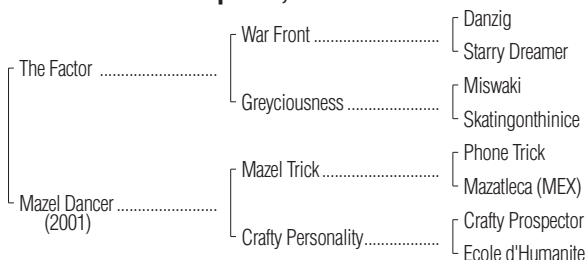 Danzig
War Front
Starry Dreamer
The Factor
Miswaki
Greyciousness
Skatingonthinice
Phone Trick
Mazel Trick
Mazatleca (MEX)
Mazel Dancer
(2001)
Crafty Prospector
Crafty Personality
Ecole d'Humanite